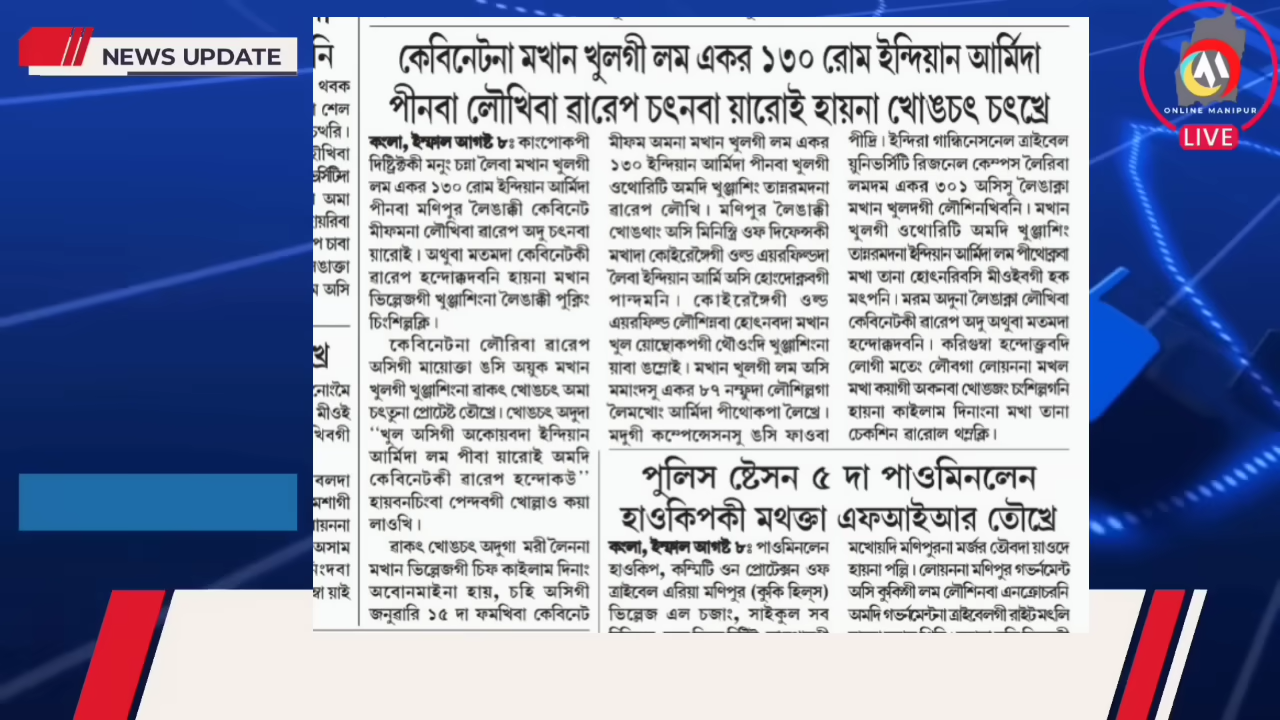 NEWS UPDATE
ONLINE MANIPUR
LIVE
কেবিনেটনা মখান খুলগী লম একর ১৩০ রোম ইন্দিয়ান আর্মিদা
পীনবা লৌখিবা ৱারেপ চৎনবা য়ারোই হায়না খোঙচৎ চৎখ্রে
কংলা, ইম্ফাল আগষ্ট ৮ঃ কাংপোকপী
দিষ্ট্রিক্টকী মনুং চন্না লৈবা মখান খুলগী
লম একর ১৩০ রোম ইন্দিয়ান আর্মিদা
পীনবা মণিপুর লৈঙাক্কী কেবিনেট
মীফমনা লৌখিবা ৱারেপ অদু চৎনবা
য়ারোই। অথুবা মতমদা কেবিনেটকী
ৱারেপ হন্দোক্কদবনি হায়না মখান
ভিল্লেজগী খুঞ্জাশিংনা লৈঙাক্কী পুক্নিং
চিংশিল্লক্লি।
কেবিনেটনা লৌরিবা ৱারেপ
অসিগী মায়োক্তা ঙসি অয়ুক মখান
খুলগী খুঞ্জাশিংনা ৱাকৎ খোঙচৎ অমা
চৎতুনা প্রোটেষ্ট তৌখ্রে। খোঙচৎ অদুদা
‘‘খুল অসিগী অকোয়বদা ইন্দিয়ান
আর্মিদা লম পীবা য়ারোই অমদি
কেবিনেটকী ৱারেপ হন্দোকউ’’
হায়বনচিংবা পেন্দবগী খোল্লাও কয়া
লাওখি।
ৱাকৎ খোঙচৎ অদুগা মরী লৈননা
মখান ভিল্লেজগী চিফ কাইলাম দিনাং
অবোনমাইনা হায়, চহি অসিগী
জনুৱারি ১৫ দা ফমখিবা কেবিনেট
মীফম অমনা মখান খুলগী লম একর
১৩০ ইন্দিয়ান আর্মিদা পীনবা খুলগী
ওথোরিটি অমদি খুঞ্জাশিং তান্নরমদনা
ৱারেপ লৌখি। মণিপুর লৈঙাক্কী
খোঙথাং অসি মিনিস্ত্রি ওফ দিফেন্সকী
মখাদা কোইরেঙ্গৈগী ওল্ড এয়রফিল্ডদা
লৈবা ইন্দিয়ান আর্মি অসি হোংদোক্নবগী
পান্দমনি। কোইরেঙ্গৈগী ওল্ড
এয়রফিল্ড লৌশিন্নবা হোৎনবদা মখান
খুল য়োম্থোকপগী থৌওংদি খুঞ্জাশিংনা
য়াবা ঙম্লোই। মখান খুলগী লম অসি
মমাংদসু একর ৮৭ নম্ফুদা লৌশিল্লগা
লৈমখোং আর্মিদা পীথোকপা লৈখ্রে।
মদুগী কম্পেন্সেসনসু ঙসি ফাওবা
পীদ্রি। ইন্দিরা গান্ধিনেসনেল ত্রাইবেল
য়ুনিভর্সিটি রিজনেল কেম্পস লৈরিবা
লমদম একর ৩০১ অসিসু লৈঙাক্না
মখান খুলদগী লৌশিনখিবনি। মখান
খুলগী ওথোরিটি অমদি খুঞ্জাশিং
তান্নরমদনা ইন্দিয়ান আর্মিদা লম পীথোক্নবা
মখা তানা হোৎনরিবসি মীওইবগী হক
মৎপনি। মরম অদুনা লৈঙাক্না লৌখিবা
কেবিনেটকী ৱারেপ অদু অথুবা মতমদা
হন্দোক্কদবনি। করিগুম্বা হন্দোক্ত্রবদি
লোগী মতেং লৌবগা লোয়ননা মখল
মখা কয়াগী অকনবা খোঙজং চংশিল্লগনি
হায়না কাইলাম দিনাংনা মখা তানা
চেকশিন ৱারোল থম্লক্লি।
পুলিস ষ্টেসন ৫ দা পাওমিনলেন
হাওকিপকী মথক্তা এফআইআর তৌখ্রে
কংলা, ইম্ফাল আগষ্ট ৮ঃ পাওমিনলেন
হাওকিপ, কম্মিটি ওন প্রোটেক্সন ওফ
ত্রাইবেল এরিয়া মণিপুর (কুকি হিল্‌স)
ভিল্লেজ এল চজাং, সাইকুল সব
মখোয়দি মণিপুরনা মর্জর তৌবদা য়াওদে
হায়না পল্লি। লোয়ননা মণিপুর গভর্নমেন্ট
অসি কুকিগী লম লৌশিনবা এনক্রোচরনি
অমদি গভর্নমেন্টনা ত্রাইবেলগী রাইট মৎলি